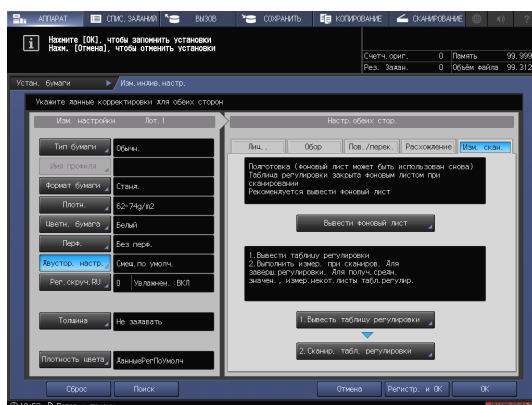 АППАРАТ
СПИС. ЗАДАНИЙ
ВЫЗОВ
СОХРАНИТЬ
КОПИРОВАНИЕ
СКАНИРОВАНИЕ
?
Нажмите [OK], чтобы запомнить установки
Нажм. [Отмена], чтобы отменить установки
Счетч.ориг. 0 Память 99.999
Рез. Задан. 0 Объём файла 99.312
Устан. бумаги
Изм.индив.настр.
Укажите данные корректировки для обеих сторон
Изм. настройки Лот.1
Настр.обеих стор.
Тип бумаги
Обычн.
Имя профиля
Формат бумаги
Станд.
Плотн.
62-74g/m2
Цветн. бумага
Белый
Перф.
Без перф.
Двустор. настр.
Смещ.по умолч.
Рег.скруч.RU
0
Увлажнен. :ВКЛ
Толщина
Не задавать
Плотность цвета
ДанныеРегПоУмолч
Лиц..
Обор
Пов./перек.
Расхождение
Изм. скан.
Подготовка (фоновый лист может быть использован снова)
Таблица регулировки закрыта фоновым листом при
сканировании
Рекомендуется вывести фоновый лист
Вывести фоновый лист
1.Вывести таблицу регулировки
2.Выполнить измер. при сканиров. Для
заверш.регулировки. Для получ.средн.
значен., измер.некот.листы табл.регулир.
1.Вывесть таблицу регулировки
2.Сканир. табл. регулировки
Сброс
Поиск
Отмена
Регистр. и OK
OK